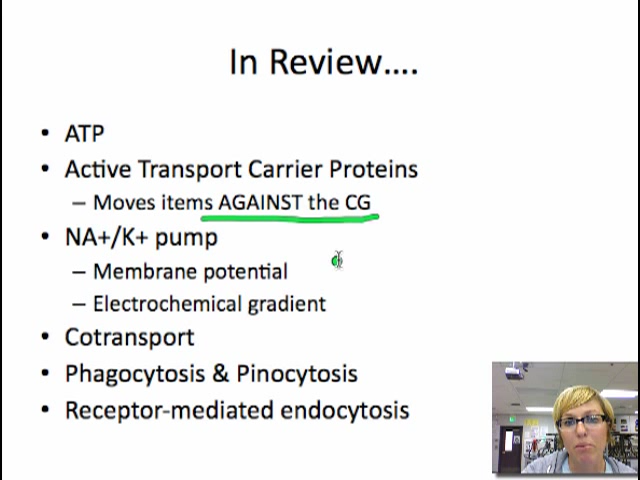 In Review....
• ATP
• Active Transport Carrier Proteins
– Moves items AGAINST the CG
• NA+/K+ pump
– Membrane potential
– Electrochemical gradient
• Cotransport
• Phagocytosis & Pinocytosis
• Receptor-mediated endocytosis